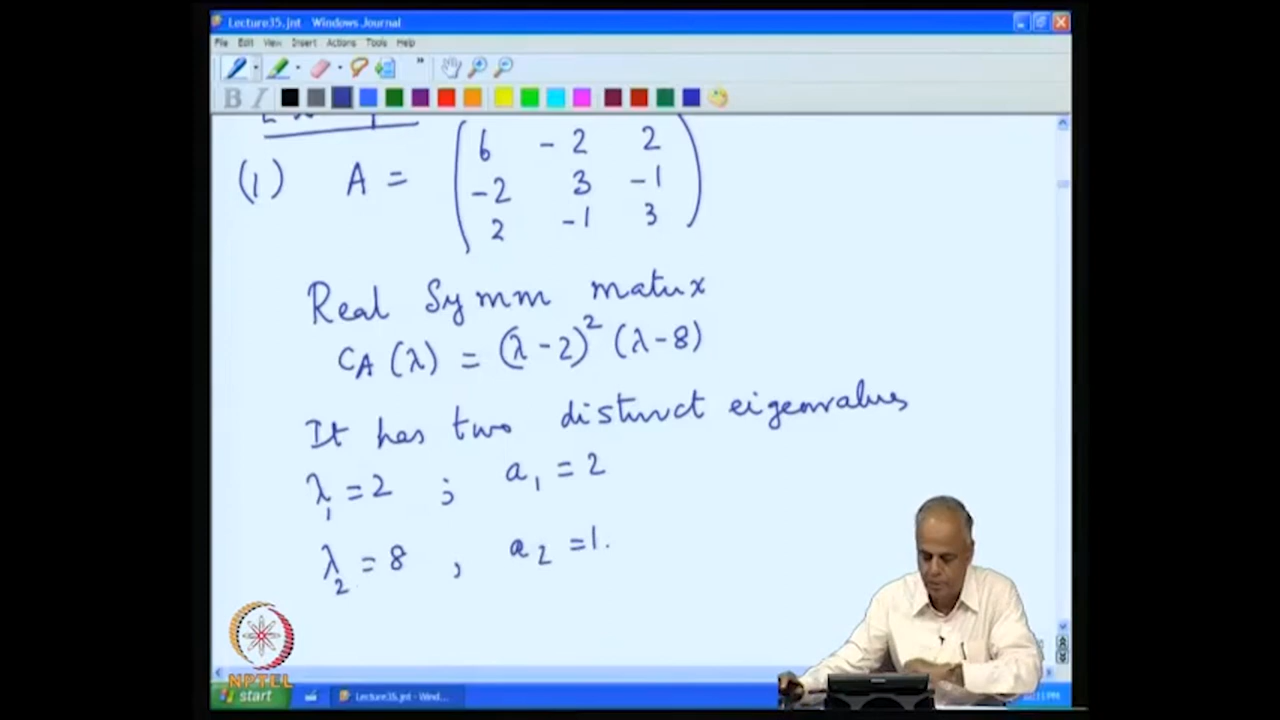 Lecture35.jnt - Windows Journal
File Edit View Insert Actions Tools Help
B I
(1) A = ( 6 - 2 2
-2 3 -1
2 -1 3 )
Real Symm matrix
C_A (λ) = (λ - 2)² (λ - 8)
It has two distinct eigenvalues
λ₁ = 2 ; a₁ = 2
λ₂ = 8 , a₂ = 1.
NPTEL
start Lecture35.jnt - Wind...